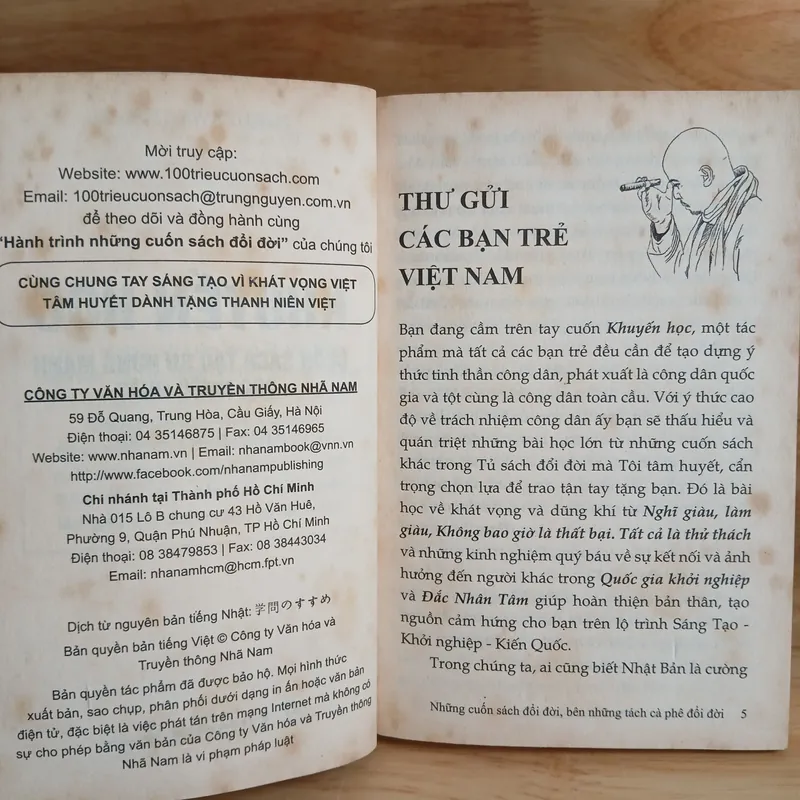 Mời truy cập:
Website: www.100trieucuonsach.com
Email: 100trieucuonsach@trungnguyen.com.vn
để theo dõi và đồng hành cùng
"Hành trình những cuốn sách đổi đời" của chúng tôi
CÙNG CHUNG TAY SÁNG TẠO VÌ KHÁT VỌNG VIỆT
TÂM HUYẾT DÀNH TẶNG THANH NIÊN VIỆT
CÔNG TY VĂN HÓA VÀ TRUYỀN THÔNG NHÃ NAM
59 Đỗ Quang, Trung Hòa, Cầu Giấy, Hà Nội
Điện thoại: 04 35146875 | Fax: 04 35146965
Website: www.nhanam.vn | Email: nhanambook@vnn.vn
http://www.facebook.com/nhanampublishing
Chi nhánh tại Thành phố Hồ Chí Minh
Nhà 015 Lô B chung cư 43 Hồ Văn Huê,
Phường 9, Quận Phú Nhuận, TP Hồ Chí Minh
Điện thoại: 08 38479853 | Fax: 08 38443034
Email: nhanamhcm@hcm.fpt.vn
Dịch từ nguyên bản tiếng Nhật: 学問のすすめ
Bản quyền bản tiếng Việt © Công ty Văn hóa và
Truyền thông Nhã Nam
Bản quyền tác phẩm đã được bảo hộ. Mọi hình thức
xuất bản, sao chụp, phân phối dưới dạng in ấn hoặc văn bản
điện tử, đặc biệt là việc phát tán trên mạng Internet mà không có
sự cho phép bằng văn bản của Công ty Văn hóa và Truyền thông
Nhã Nam là vi phạm pháp luật
THƯ GỬI
CÁC BẠN TRẺ
VIỆT NAM
Bạn đang cầm trên tay cuốn Khuyến học, một tác
phẩm mà tất cả các bạn trẻ đều cần để tạo dựng ý
thức tinh thần công dân, phát xuất là công dân quốc
gia và tột cùng là công dân toàn cầu. Với ý thức cao
độ về trách nhiệm công dân ấy bạn sẽ thấu hiểu và
quán triệt những bài học lớn từ những cuốn sách
khác trong Tủ sách đổi đời mà Tôi tâm huyết, cẩn
trọng chọn lựa để trao tận tay tặng bạn. Đó là bài
học về khát vọng và dũng khí từ Nghĩ giàu, làm
giàu, Không bao giờ là thất bại. Tất cả là thử thách
và những kinh nghiệm quý báu về sự kết nối và ảnh
hưởng đến người khác trong Quốc gia khởi nghiệp
và Đắc Nhân Tâm giúp hoàn thiện bản thân, tạo
nguồn cảm hứng cho bạn trên lộ trình Sáng Tạo -
Khởi nghiệp - Kiến Quốc.
Trong chúng ta, ai cũng biết Nhật Bản là cường
Những cuốn sách đổi đời, bên những tách cà phê đổi đời 5